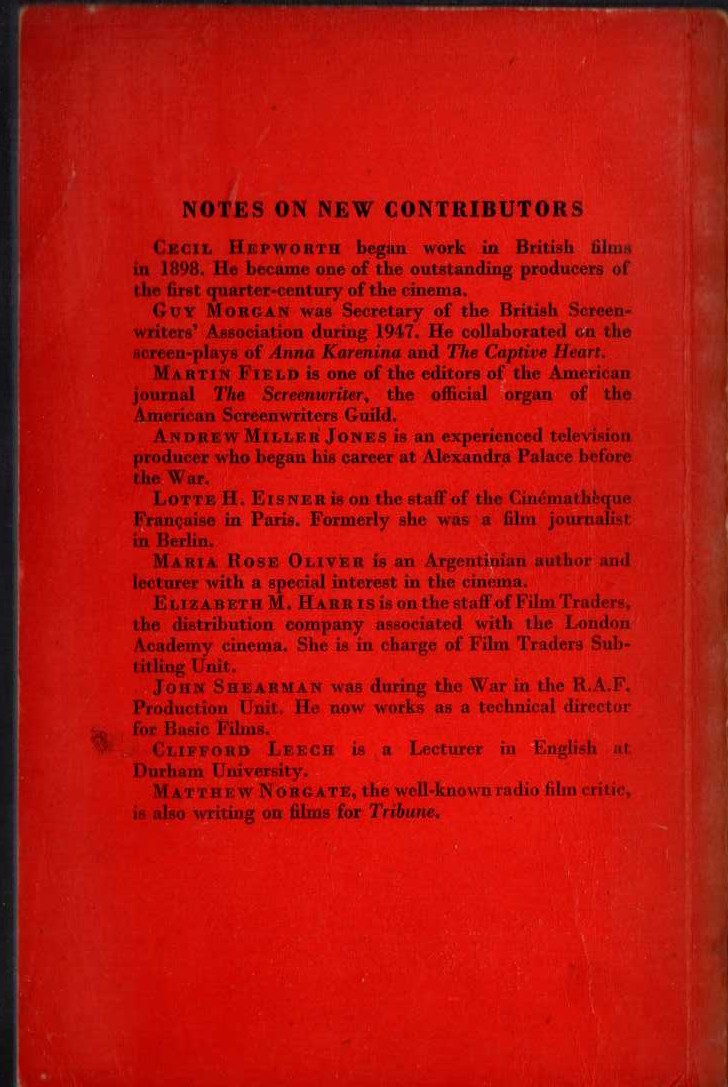 NOTES ON NEW CONTRIBUTORS
CECIL HEPWORTH began work in British films
in 1898. He became one of the outstanding producers of
the first quarter-century of the cinema.
GUY MORGAN was Secretary of the British Screen-
writers' Association during 1947. He collaborated on the
screen-plays of Anna Karenina and The Captive Heart.
MARTIN FIELD is one of the editors of the American
journal The Screenwriter, the official organ of the
American Screenwriters Guild.
ANDREW MILLER JONES is an experienced television
producer who began his career at Alexandra Palace before
the War.
LOTTE H. EISNER is on the staff of the Cinémathèque
Française in Paris. Formerly she was a film journalist
in Berlin.
MARIA ROSE OLIVER is an Argentinian author and
lecturer with a special interest in the cinema.
ELIZABETH M. HARRIS is on the staff of Film Traders,
the distribution company associated with the London
Academy cinema. She is in charge of Film Traders Sub-
titling Unit.
JOHN SHEARMAN was during the War in the R.A.F.
Production Unit. He now works as a technical director
for Basic Films.
CLIFFORD LEECH is a Lecturer in English at
Durham University.
MATTHEW NORGATE, the well-known radio film critic,
is also writing on films for Tribune.